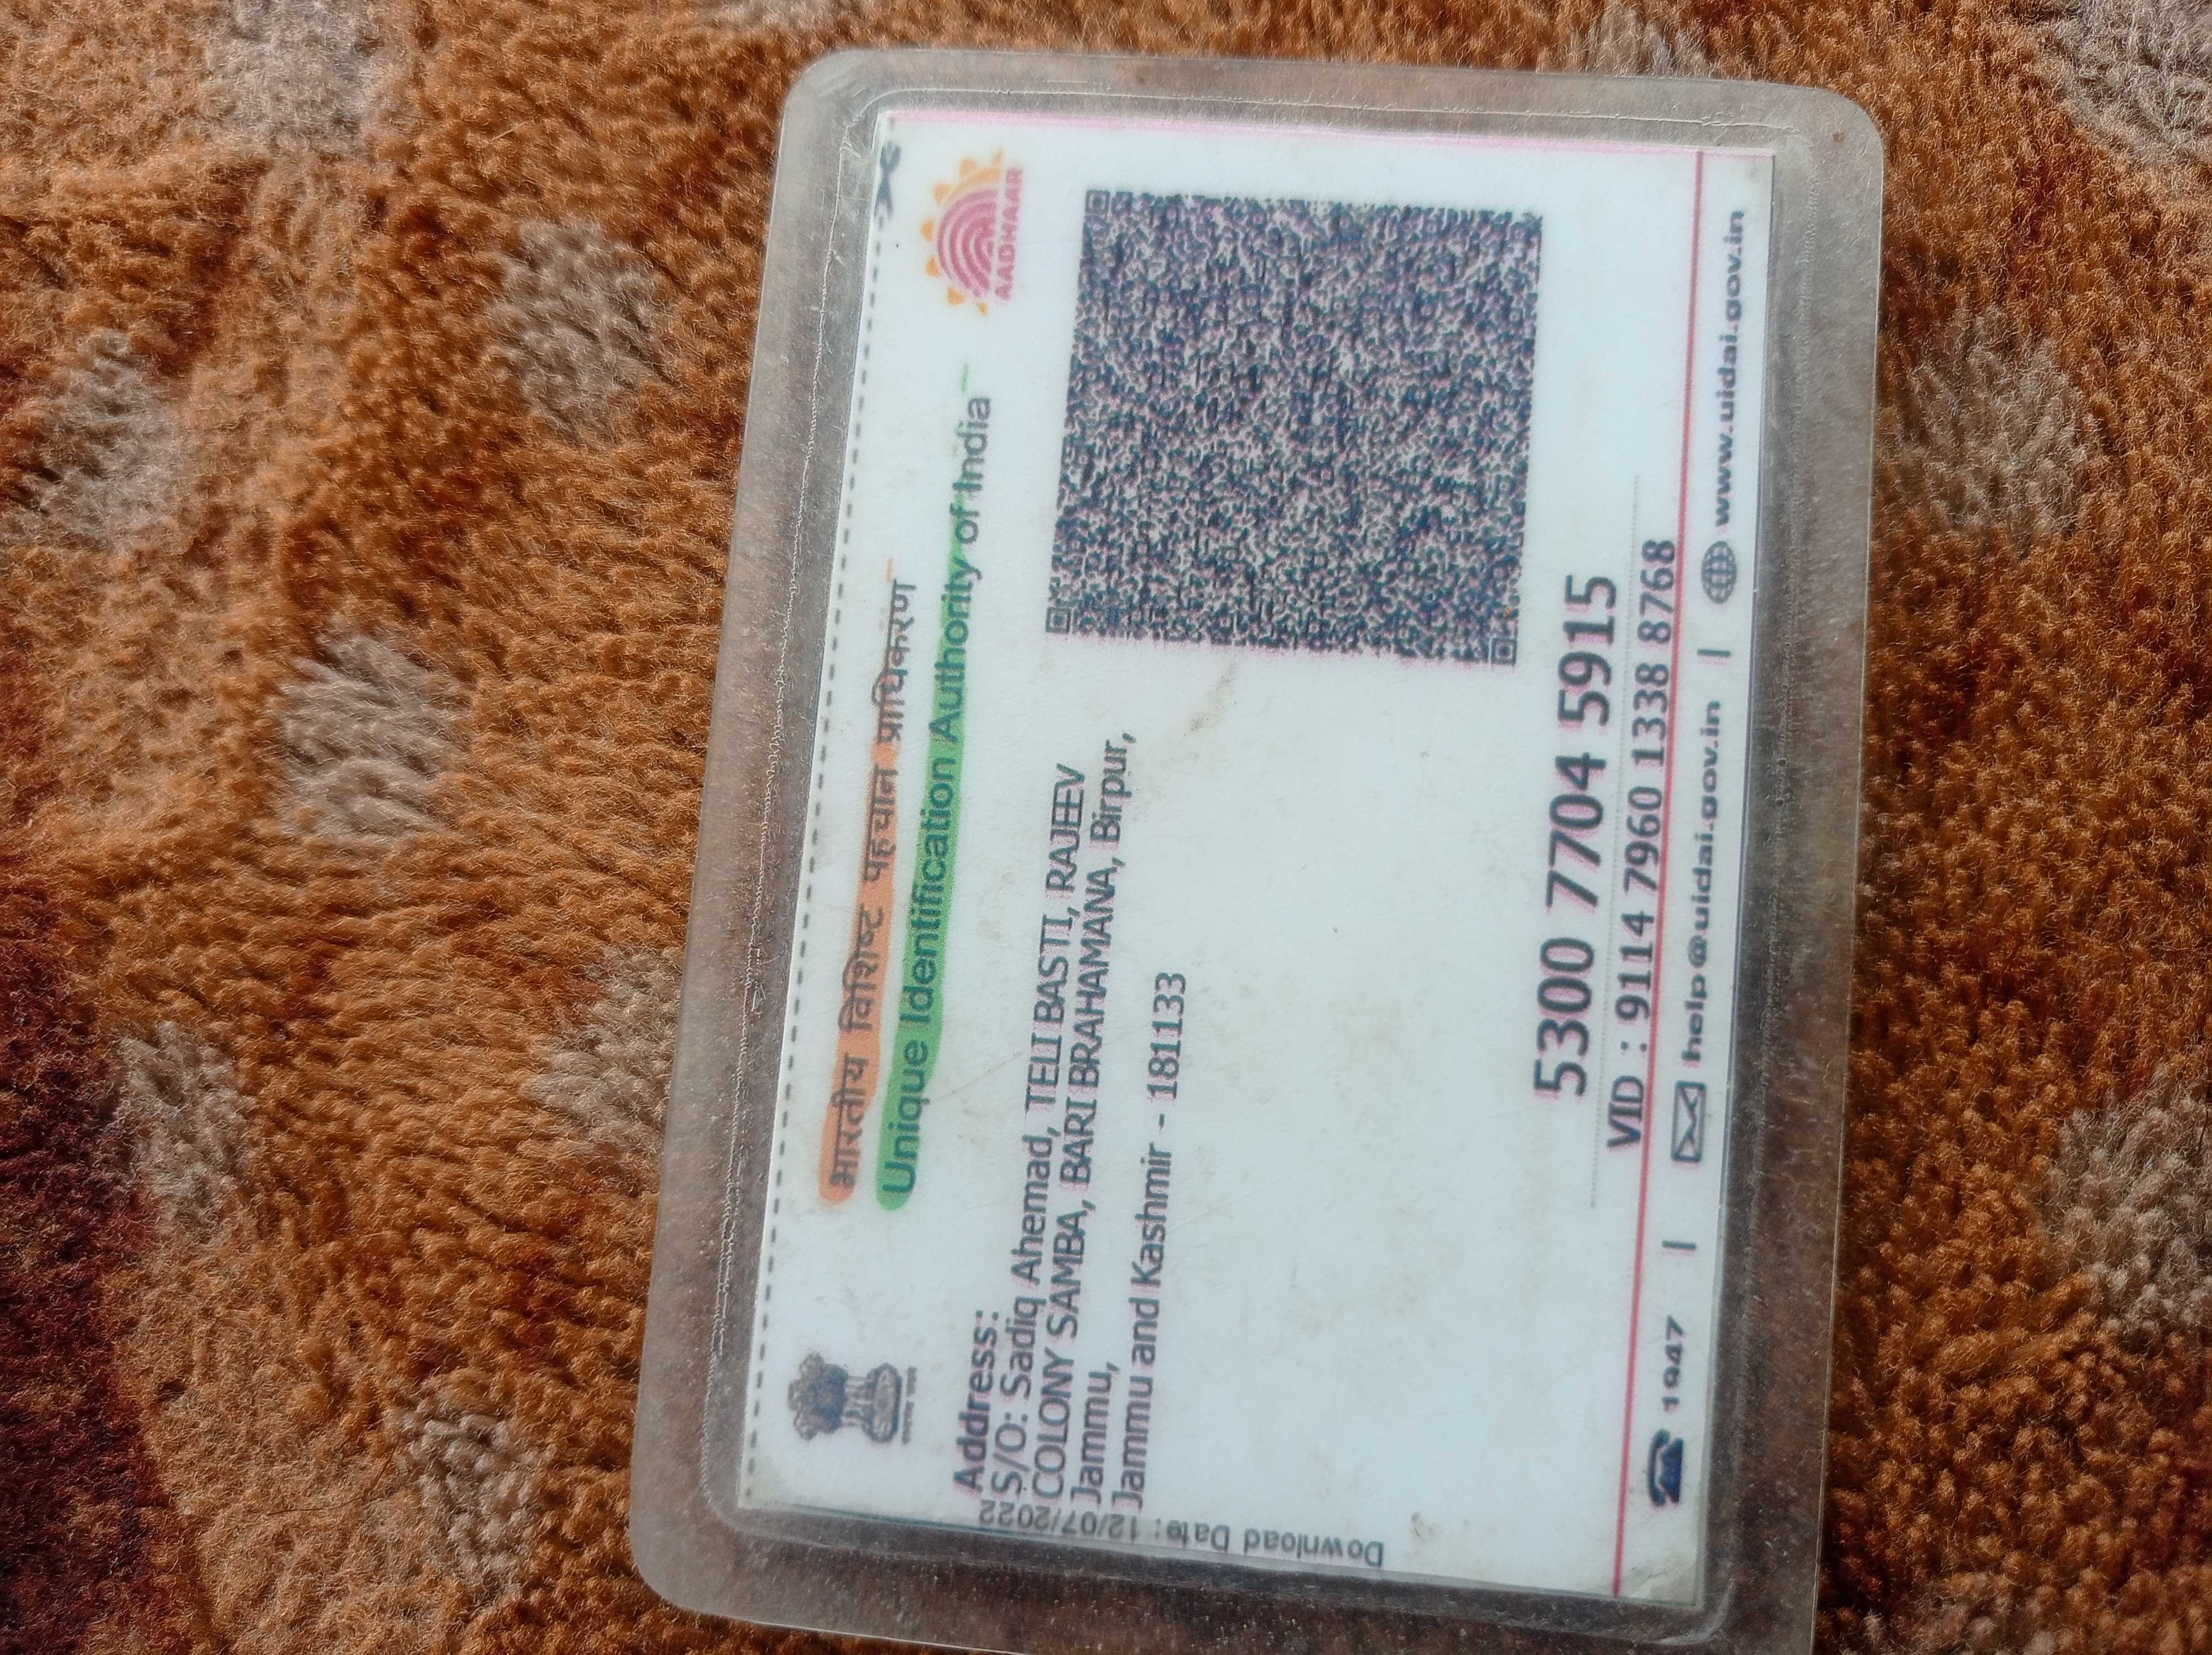 भारतीय विशिष्ट पहचान प्राधिकरण
Unique Identification Authority of India
AADHAAR
Address:
S/O: Sadiq Ahemad, TELI BASTI, RAJEEV
COLONY SAMBA, BARI BRAHAMANA, Birpur,
Jammu,
Jammu and Kashmir - 181133
Download Date: 12/07/2022
5300 7704 5915
VID : 9114 7960 1338 8768
1947 | help@uidai.gov.in | www.uidai.gov.in